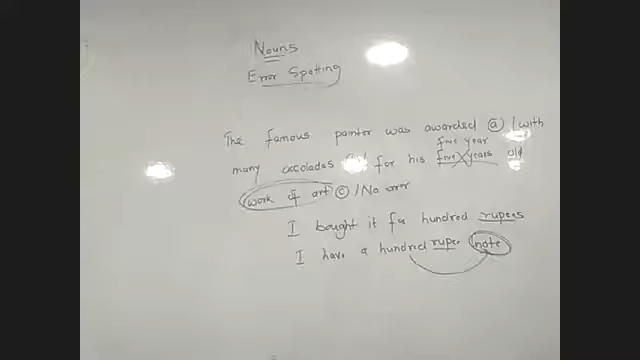 Nouns
Error Spotting
The famous painter was awarded (a) / with
five year
many accolades for his five years old
work of art (c) / No error
I bought it for hundred rupees
I have a hundred rupee note